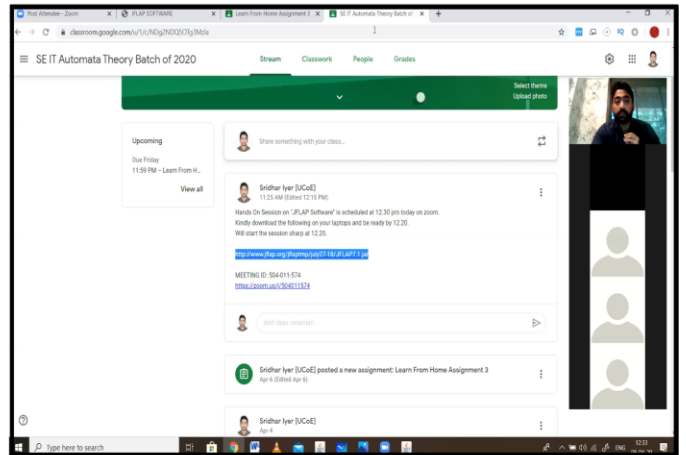 Post Attendee - Zoom
JFLAP SOFTWARE
Learn From Home Assignment 3
SE IT Automata Theory Batch of
classroom.google.com/u/1/c/NDg2NDQ5OTg3Mzla
SE IT Automata Theory Batch of 2020
Stream
Classwork
People
Grades
Select theme
Upload photo
Upcoming
Due Friday
11:59 PM – Learn From H...
View all
Share something with your class...
Sridhar Iyer [UCoE]
11:25 AM (Edited 12:15 PM)
Hands On Session on "JFLAP Software" is scheduled at 12.30 pm today on zoom.
Kindly download the following on your laptops and be ready by 12.20.
Will start the session sharp at 12.20.
http://www.jflap.org/jflaptmp/july27-18/JFLAP7.1.jar
MEETING ID: 504-011-574
https://zoom.us/j/504011574
Add class comment...
Sridhar Iyer [UCoE] posted a new assignment: Learn From Home Assignment 3
Apr 6 (Edited Apr 6)
Sridhar Iyer [UCoE]
Apr 4
Type here to search
ENG
12:33